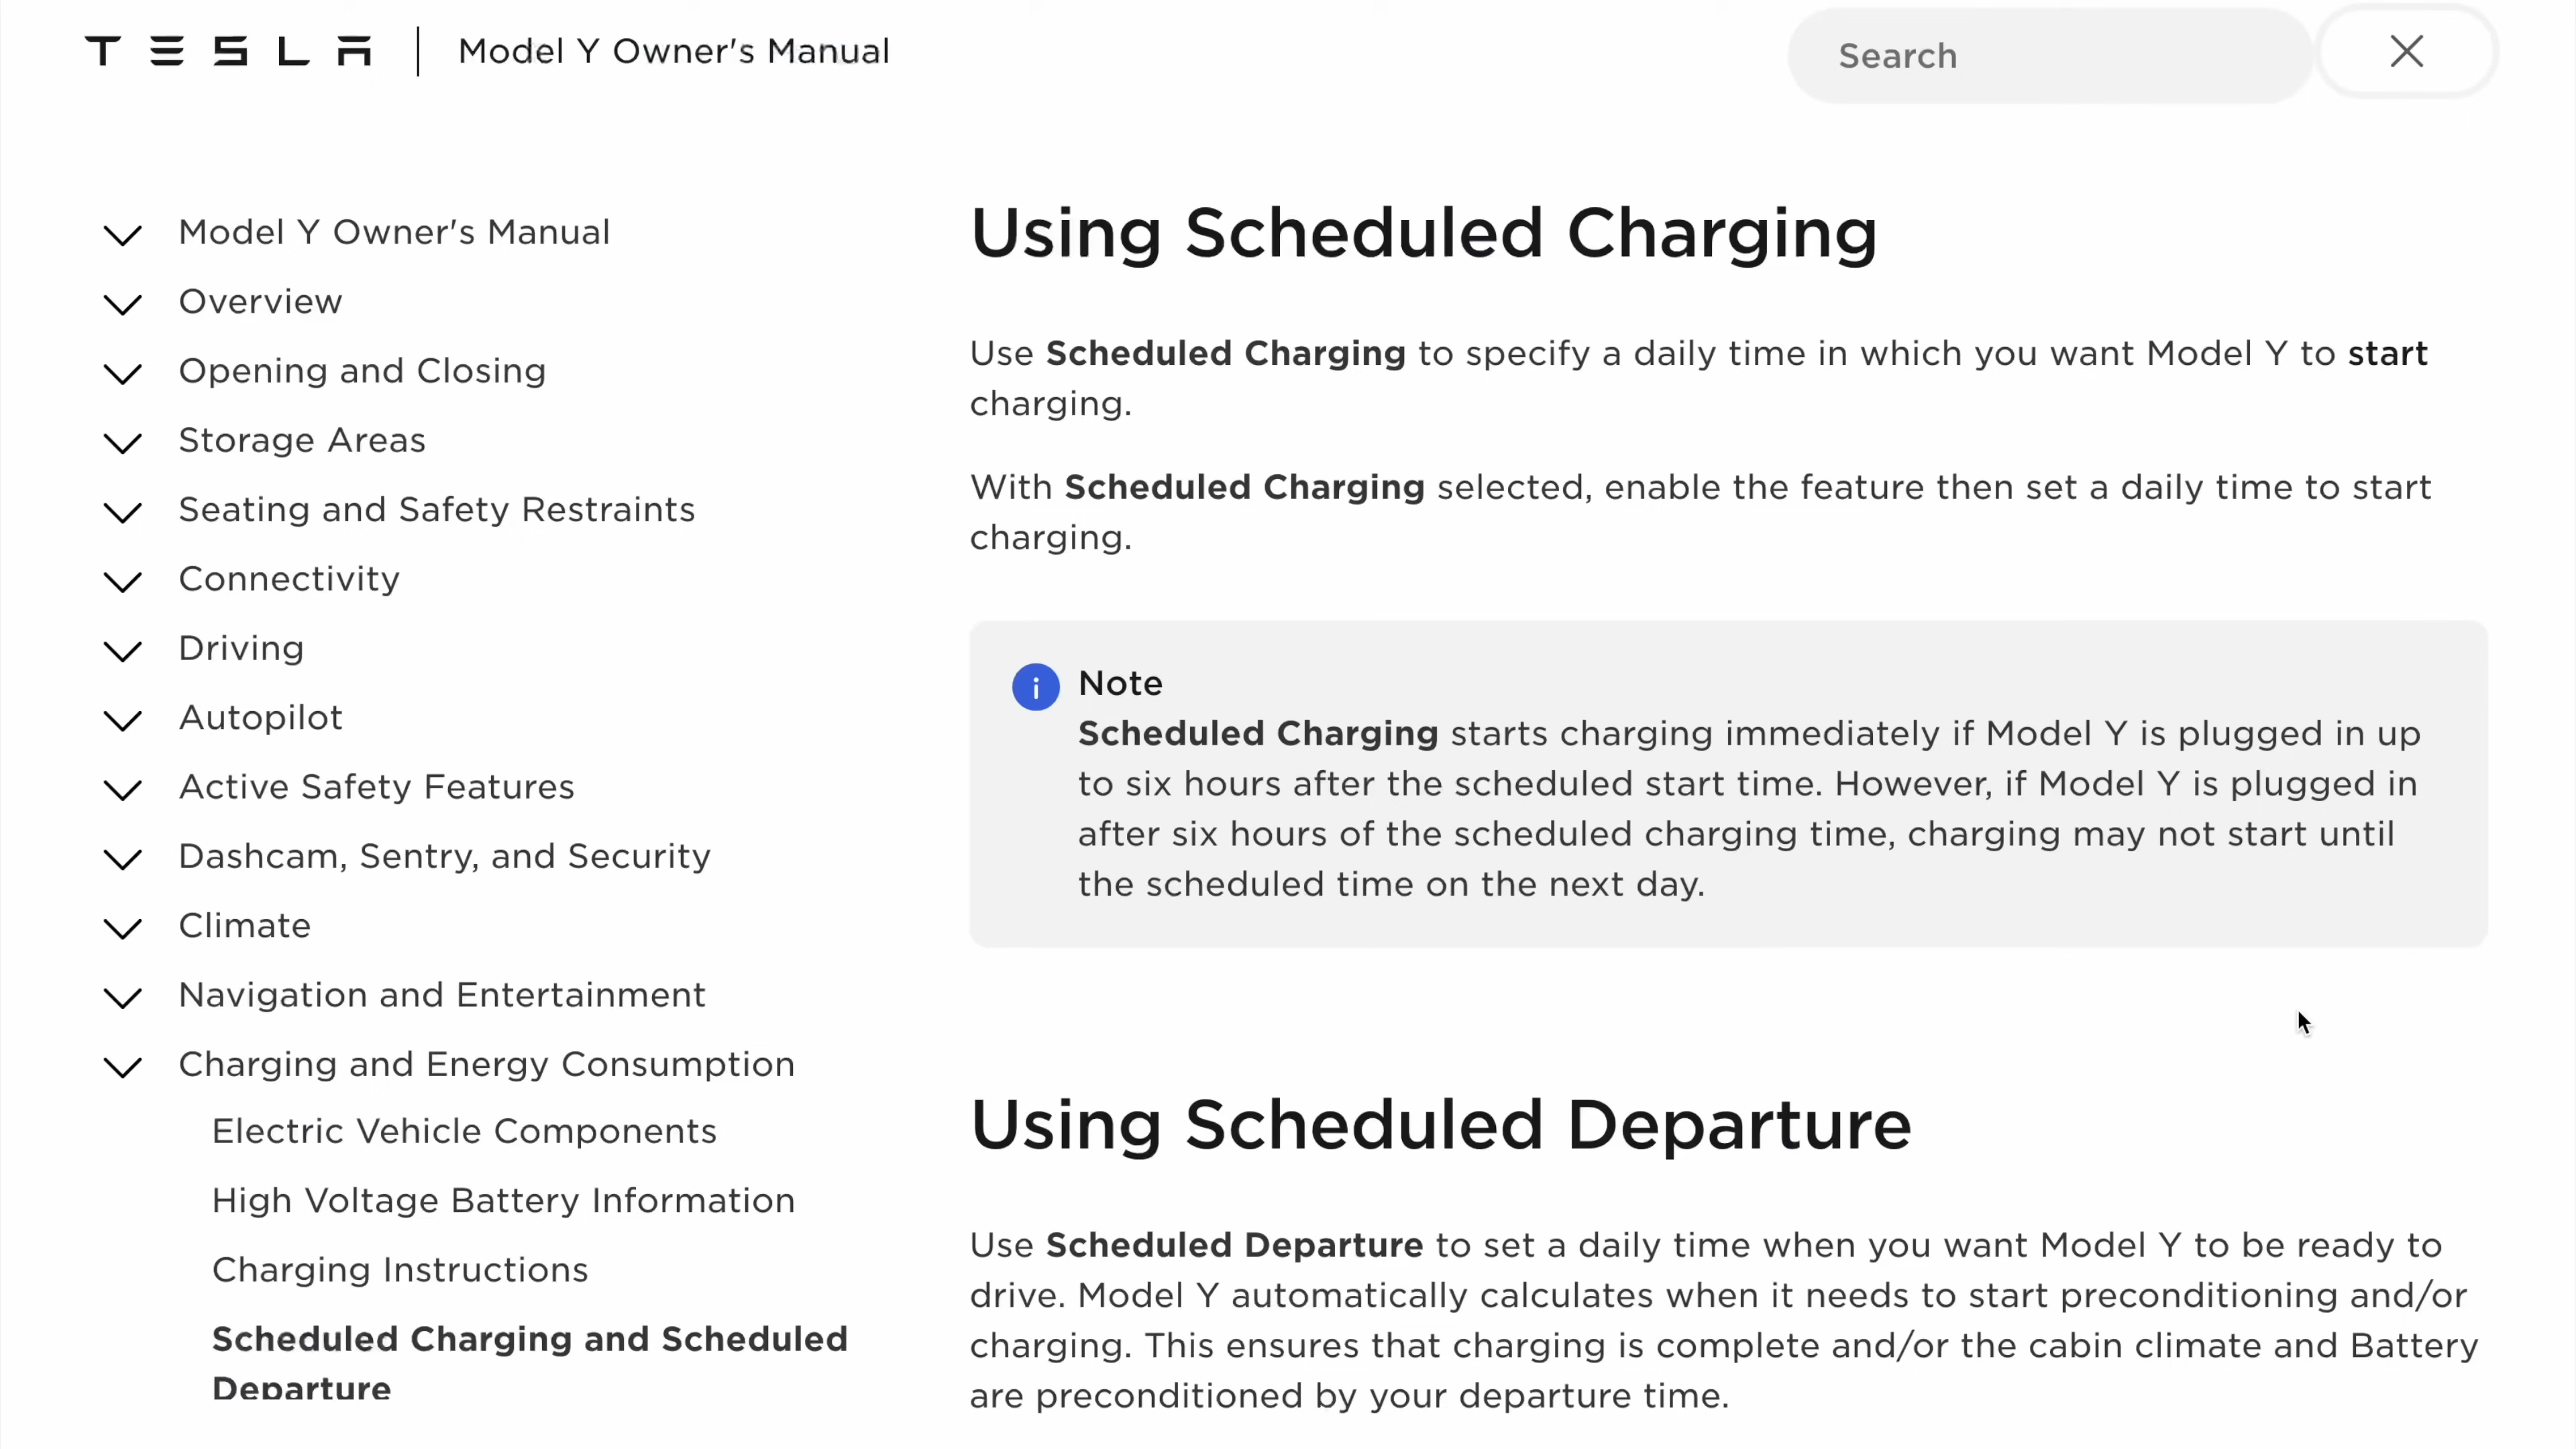 TESLA
Model Y Owner's Manual
Search
Model Y Owner's Manual
Overview
Opening and Closing
Storage Areas
Seating and Safety Restraints
Connectivity
Driving
Autopilot
Active Safety Features
Dashcam, Sentry, and Security
Climate
Navigation and Entertainment
Charging and Energy Consumption
Electric Vehicle Components
High Voltage Battery Information
Charging Instructions
Scheduled Charging and Scheduled
Departure
Using Scheduled Charging
Use Scheduled Charging to specify a daily time in which you want Model Y to start
charging.
With Scheduled Charging selected, enable the feature then set a daily time to start
charging.
Note
Scheduled Charging starts charging immediately if Model Y is plugged in up
to six hours after the scheduled start time. However, if Model Y is plugged in
after six hours of the scheduled charging time, charging may not start until
the scheduled time on the next day.
Using Scheduled Departure
Use Scheduled Departure to set a daily time when you want Model Y to be ready to
drive. Model Y automatically calculates when it needs to start preconditioning and/or
charging. This ensures that charging is complete and/or the cabin climate and Battery
are preconditioned by your departure time.